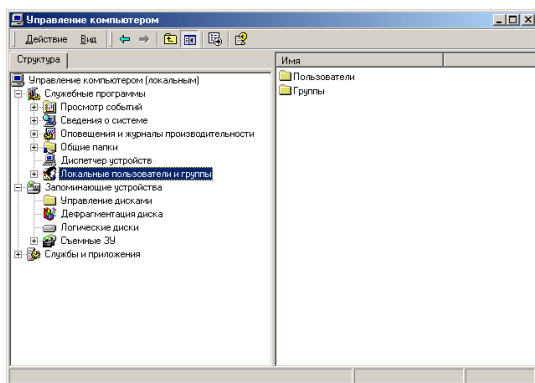 Управление компьютером
Действие Вид
Структура
Имя
Управление компьютером (локальным)
Служебные программы
Просмотр событий
Сведения о системе
Оповещения и журналы производительности
Общие папки
Диспетчер устройств
Локальные пользователи и группы
Запоминающие устройства
Управление дисками
Дефрагментация диска
Логические диски
Съемные ЗУ
Службы и приложения
Пользователи
Группы